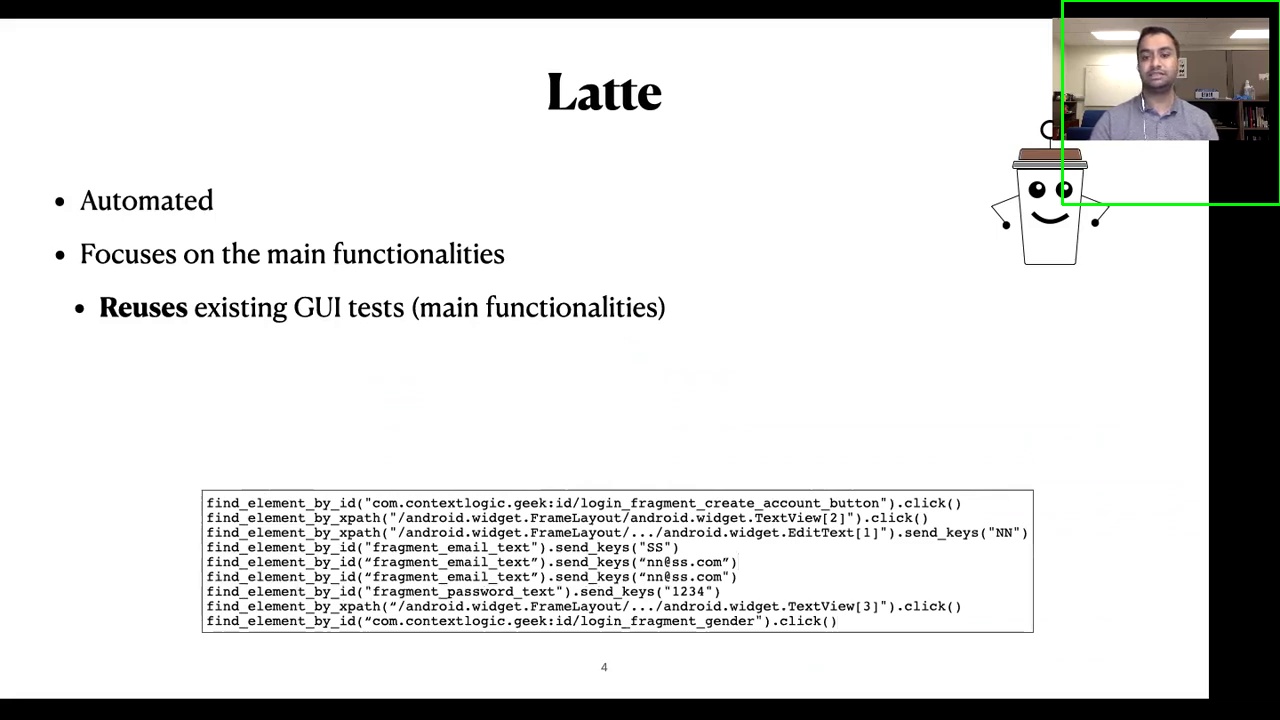 Latte
• Automated
• Focuses on the main functionalities
• Reuses existing GUI tests (main functionalities)
find_element_by_id("com.contextlogic.geek:id/login_fragment_create_account_button").click()
find_element_by_xpath("/android.widget.FrameLayout/android.widget.TextView[2]").click()
find_element_by_xpath("/android.widget.FrameLayout/.../android.widget.EditText[1]").send_keys("NN")
find_element_by_id("fragment_email_text").send_keys("SS")
find_element_by_id(“fragment_email_text”).send_keys(“nn@ss.com”)
find_element_by_id(“fragment_email_text”).send_keys(“nn@ss.com")
find_element_by_id("fragment_password_text").send_keys("1234")
find_element_by_xpath(“/android.widget.FrameLayout/.../android.widget.TextView[3]").click()
find_element_by_id(“com.contextlogic.geek:id/login_fragment_gender").click()
4